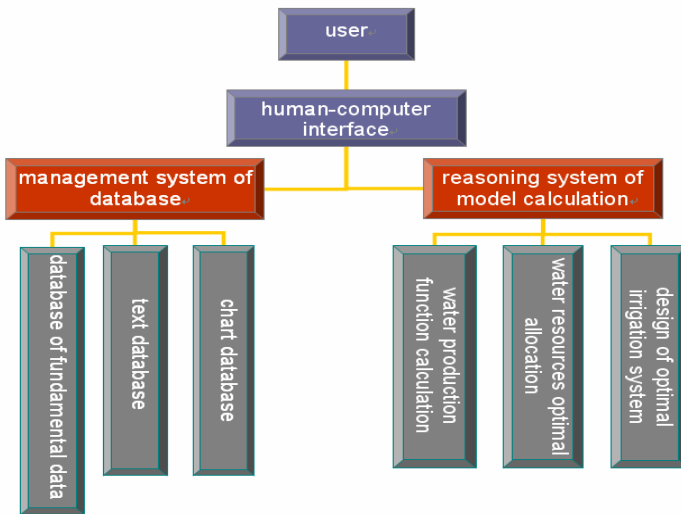 user
human-computer
interface
management system of
database
reasoning system of
model calculation
database of fundamental data
text database
chart database
water production
function calculation
water resources optimal
allocation
design of optimal
irrigation system